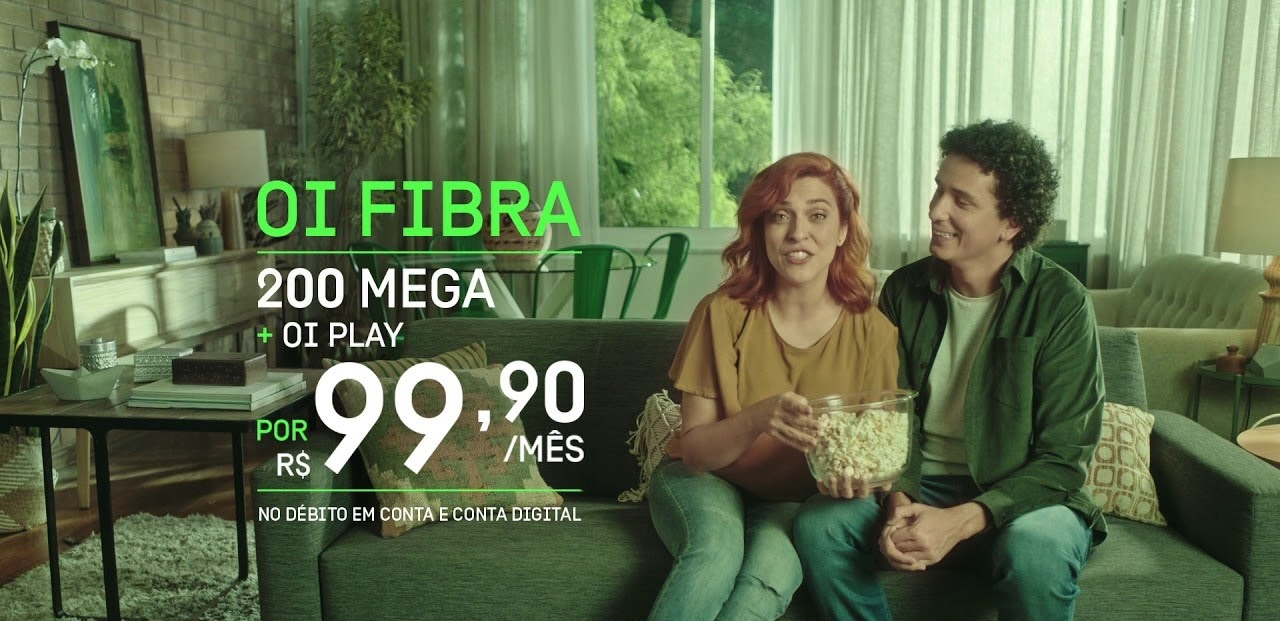 OI FIBRA
200 MEGA
+ OI PLAY
POR
R$ 99,90
/MÊS
NO DÉBITO EM CONTA E CONTA DIGITAL